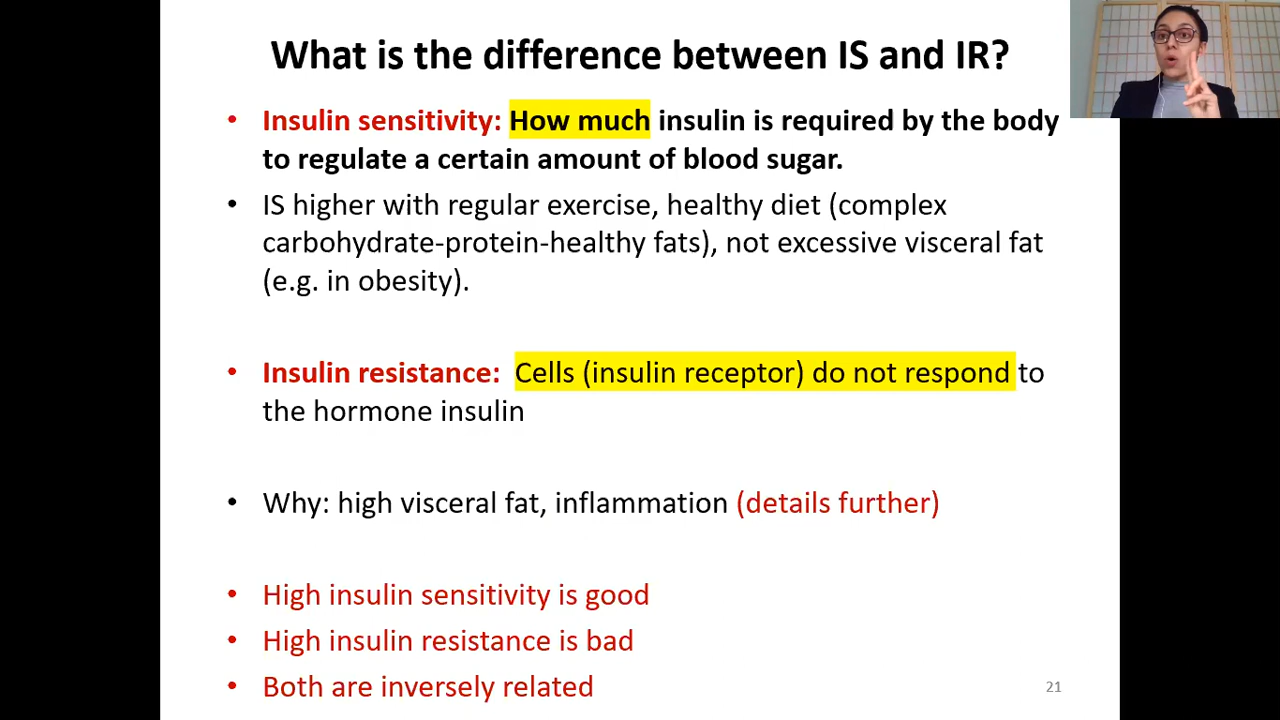 What is the difference between IS and IR?
• Insulin sensitivity: How much insulin is required by the body
to regulate a certain amount of blood sugar.
• IS higher with regular exercise, healthy diet (complex
carbohydrate-protein-healthy fats), not excessive visceral fat
(e.g. in obesity).
• Insulin resistance: Cells (insulin receptor) do not respond to
the hormone insulin
• Why: high visceral fat, inflammation (details further)
• High insulin sensitivity is good
• High insulin resistance is bad
• Both are inversely related
21